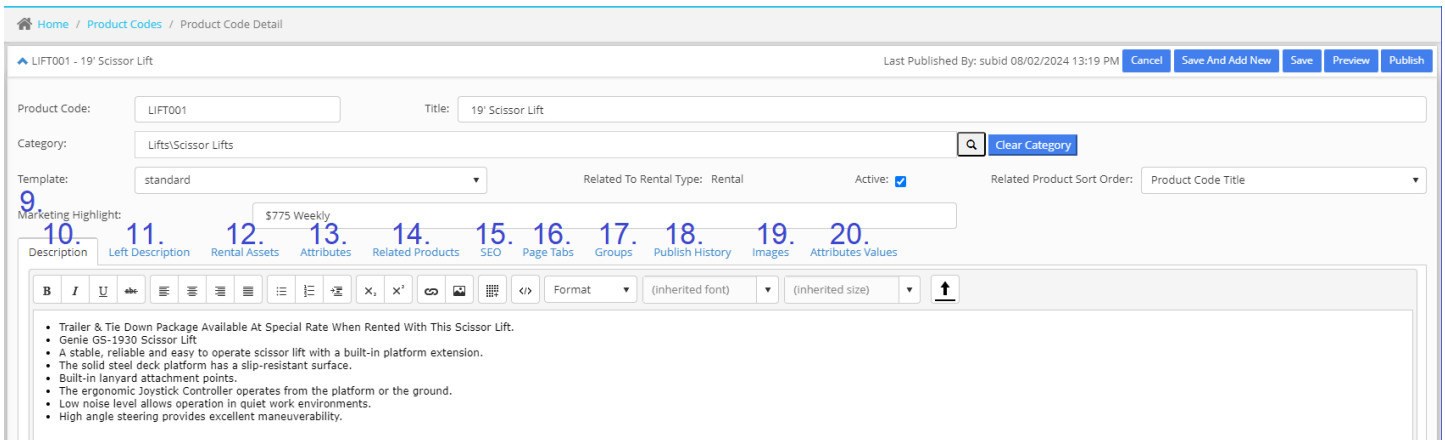 Home / Product Codes / Product Code Detail
LIFT001 - 19' Scissor Lift Last Published By: subid 08/02/2024 13:19 PM Cancel Save And Add New Save Preview Publish
Product Code: LIFT001 Title: 19' Scissor Lift
Category: Lifts\Scissor Lifts Clear Category
Template: standard Related To Rental Type: Rental Active: Related Product Sort Order: Product Code Title
9.
Marketing Highlight: $775 Weekly
10. 11. 12. 13. 14. 15. 16. 17. 18. 19. 20.
Description Left Description Rental Assets Attributes Related Products SEO Page Tabs Groups Publish History Images Attributes Values
B I U abc X₂ X² Format (inherited font) (inherited size)
• Trailer & Tie Down Package Available At Special Rate When Rented With This Scissor Lift.
• Genie GS-1930 Scissor Lift
• A stable, reliable and easy to operate scissor lift with a built-in platform extension.
• The solid steel deck platform has a slip-resistant surface.
• Built-in lanyard attachment points.
• The ergonomic Joystick Controller operates from the platform or the ground.
• Low noise level allows operation in quiet work environments.
• High angle steering provides excellent maneuverability.